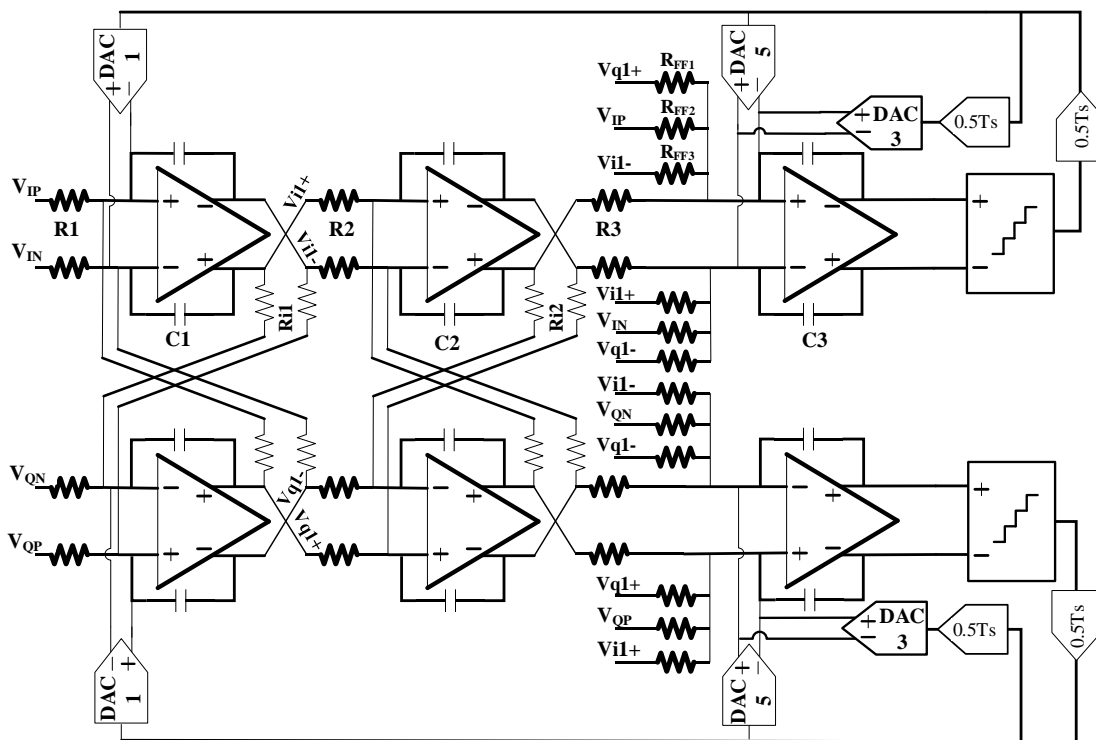 DAC 1
DAC 5
Vq1+
RFF1
VIP
RFF2
Vi1-
RFF3
+ −
+ −
+
−
DAC 3
0.5Ts
0.5Ts
VIP
R1
VIN
+ −
− +
C1
Vi1+
Vi1-
R2
+ −
− +
C2
R3
+ −
− +
C3
+
−
Ri1
Ri2
Vi1+
VIN
Vq1-
Vi1-
VQN
Vq1-
VQN
VQP
− +
+ −
Vq1-
Vq1+
− +
+ −
− +
+ −
+
−
Vq1+
VQP
Vi1+
+
−
DAC 3
0.5Ts
0.5Ts
− +
DAC 1
+ −
DAC 5